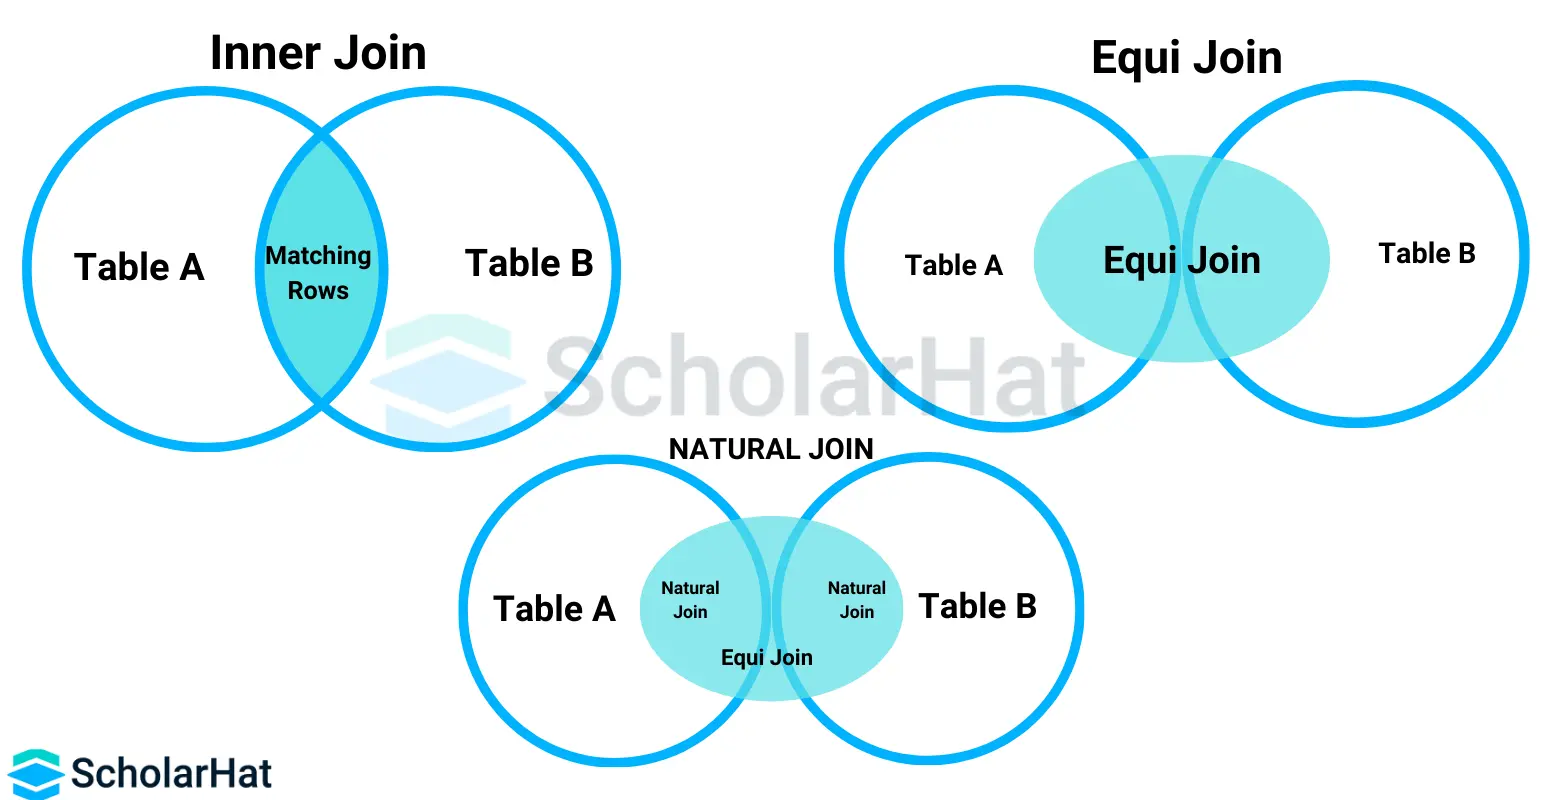 Inner Join
Table A
Matching
Rows
Table B
Equi Join
Table A
Equi Join
Table B
ScholarHat
NATURAL JOIN
Table A
Natural
Join
Natural
Join
Equi Join
Table B
ScholarHat